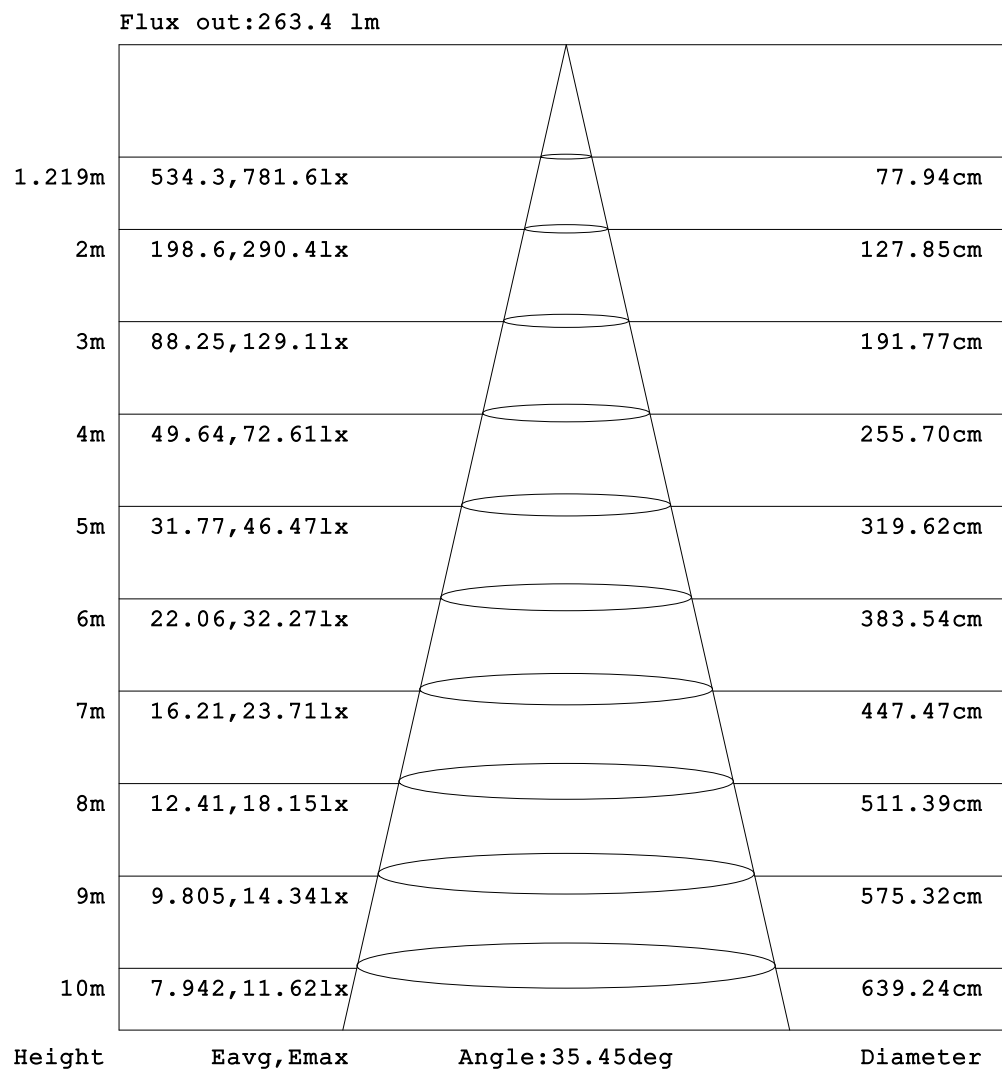 Flux out:263.4 lm
1.219m 534.3,781.6lx 77.94cm
2m 198.6,290.4lx 127.85cm
3m 88.25,129.1lx 191.77cm
4m 49.64,72.61lx 255.70cm
5m 31.77,46.47lx 319.62cm
6m 22.06,32.27lx 383.54cm
7m 16.21,23.71lx 447.47cm
8m 12.41,18.15lx 511.39cm
9m 9.805,14.34lx 575.32cm
10m 7.942,11.62lx 639.24cm
Height Eavg,Emax Angle:35.45deg Diameter